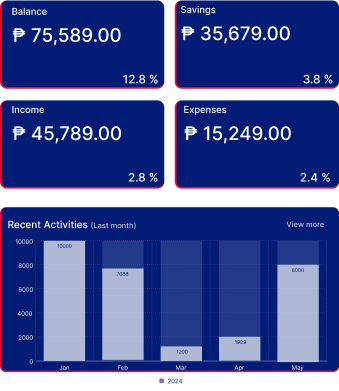 Balance
₱ 75,589.00
12.8 %
Savings
₱ 35,679.00
3.8 %
Income
₱ 45,789.00
2.8 %
Expenses
₱ 15,249.00
2.4 %
Recent Activities (Last month)
View more
10000
8000
6000
4000
2000
0
10000
7688
1200
1899
8000
Jan
Feb
Mar
Apr
May
2024